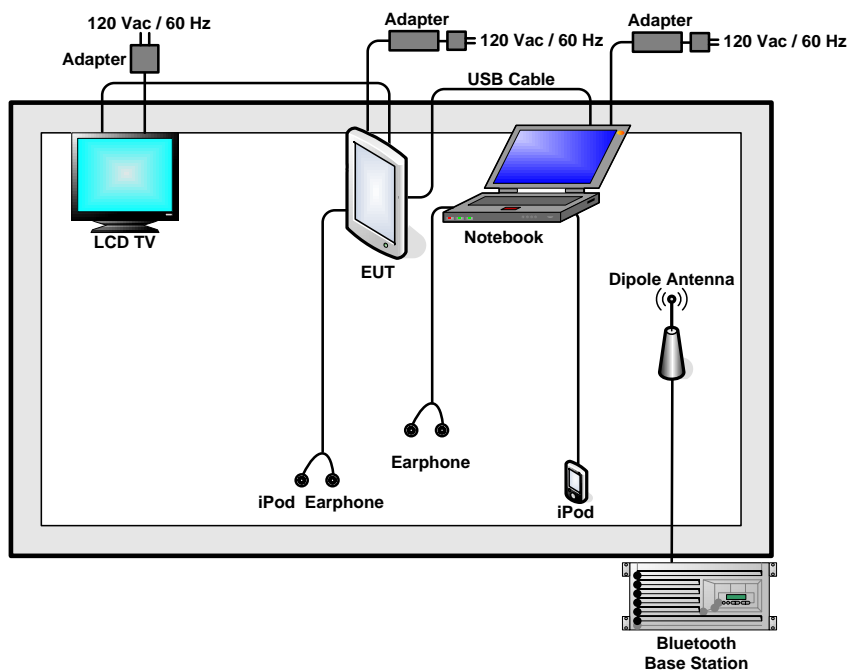 120 Vac / 60 Hz
Adapter
Adapter
120 Vac / 60 Hz
Adapter
120 Vac / 60 Hz
USB Cable
LCD TV
EUT
Notebook
Dipole Antenna
Earphone
iPod Earphone
iPod
Bluetooth
Base Station